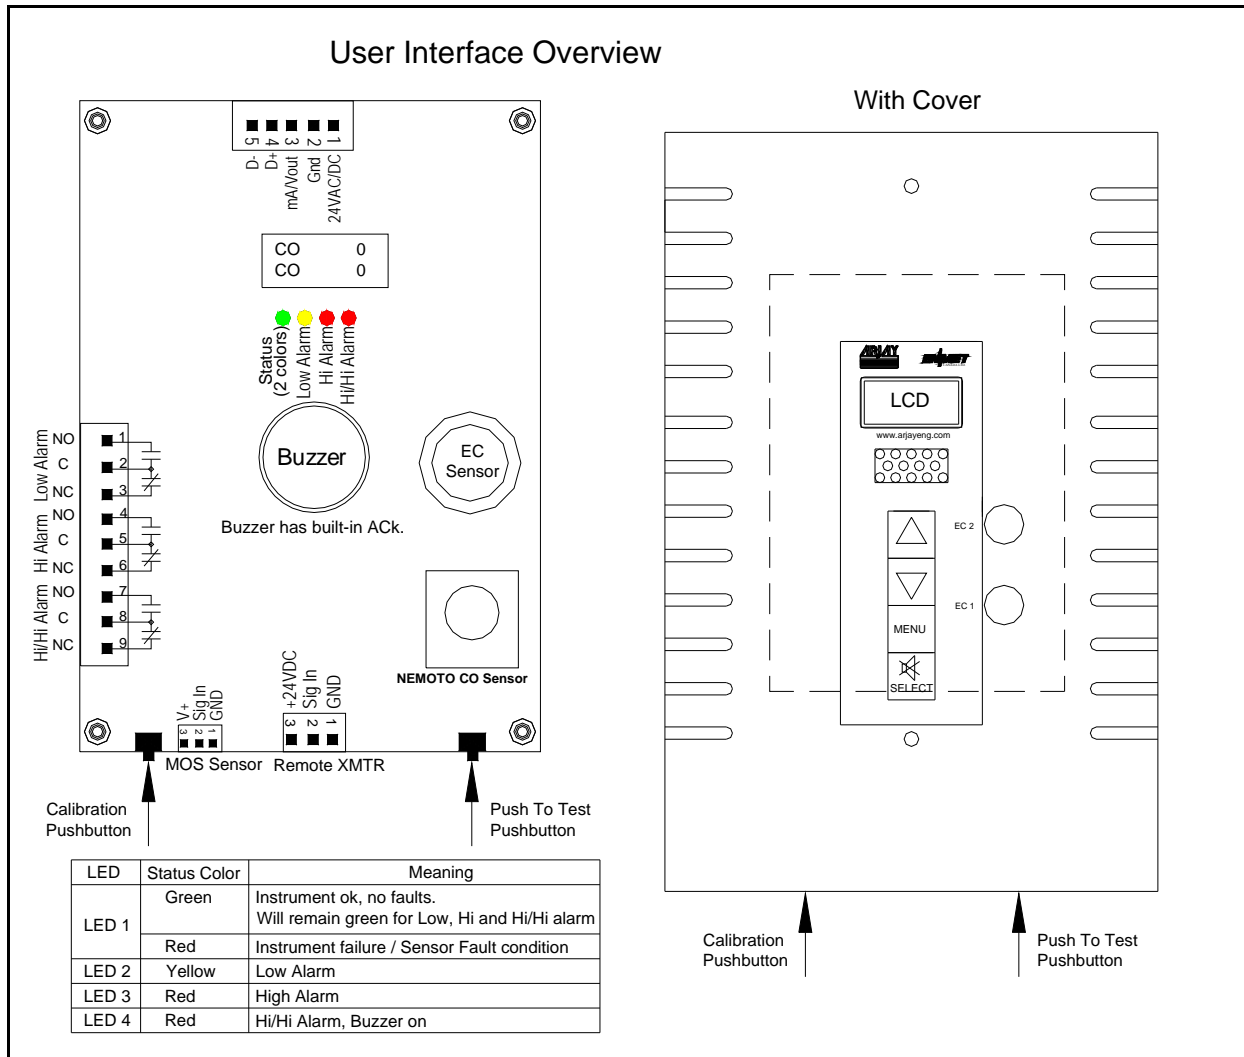 User Interface Overview
With Cover
5 4 3 2 1
D-
D+
mA/Vout
Gnd
24VAC/DC
CO 0
CO 0
Status
(2 colors)
Low Alarm
Hi Alarm
Hi/Hi Alarm
Buzzer
Buzzer has built-in ACk.
EC
Sensor
NEMOTO CO Sensor
Low Alarm
NO 1
C 2
NC 3
Hi Alarm
NO 4
C 5
NC 6
Hi/Hi Alarm
NO 7
C 8
NC 9
V+
Sig In
GND
3 2 1
MOS Sensor
+24VDC
Sig In
GND
3 2 1
Remote XMTR
Calibration
Pushbutton
Push To Test
Pushbutton
ARJAY
LCD
www.arjayeng.com
EC 2
EC 1
MENU
SELECT
Calibration
Pushbutton
Push To Test
Pushbutton
LED Status Color Meaning
LED 1 Green Instrument ok, no faults.
Will remain green for Low, Hi and Hi/Hi alarm
Red Instrument failure / Sensor Fault condition
LED 2 Yellow Low Alarm
LED 3 Red High Alarm
LED 4 Red Hi/Hi Alarm, Buzzer on